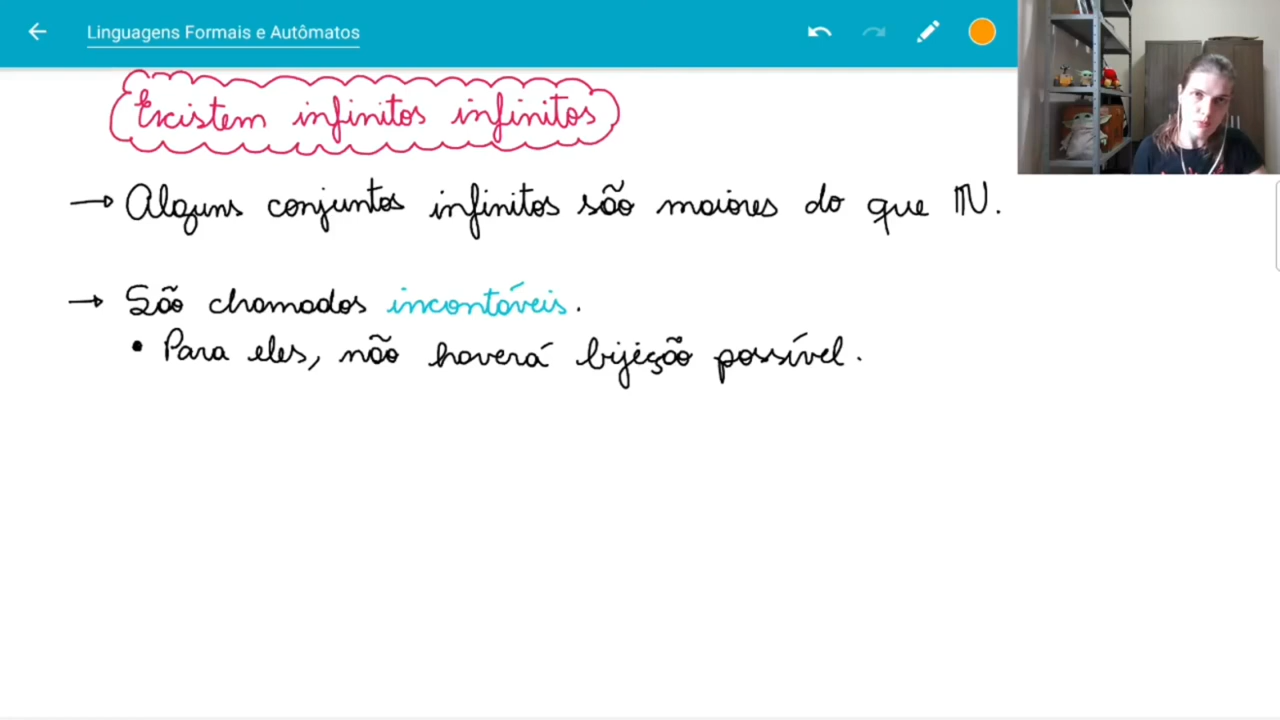 Linguagens Formais e Autômatos
Existem infinitos infinitos
→ Alguns conjuntos infinitos são maiores do que ℕ.
→ São chamados incontáveis.
• Para eles, não haverá bijeção possível.